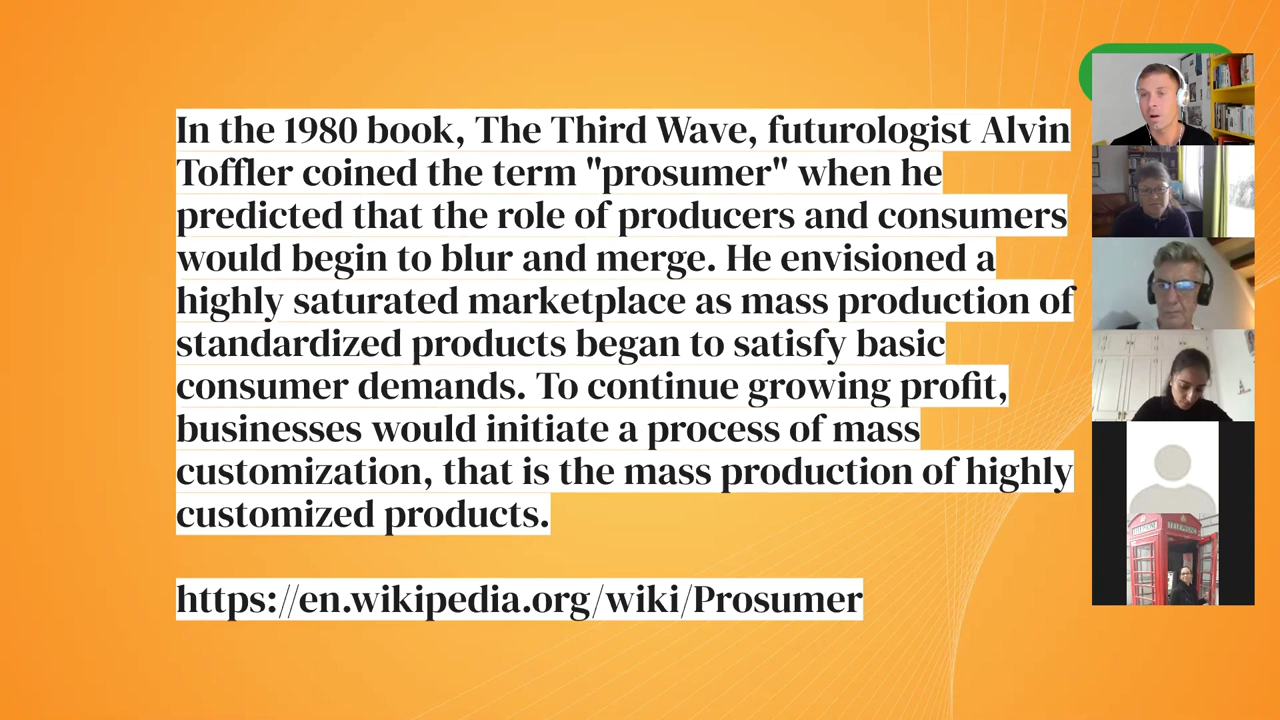 In the 1980 book, The Third Wave, futurologist Alvin
Toffler coined the term "prosumer" when he
predicted that the role of producers and consumers
would begin to blur and merge. He envisioned a
highly saturated marketplace as mass production of
standardized products began to satisfy basic
consumer demands. To continue growing profit,
businesses would initiate a process of mass
customization, that is the mass production of highly
customized products.
https://en.wikipedia.org/wiki/Prosumer
TELEPHONE
TELEPHONE